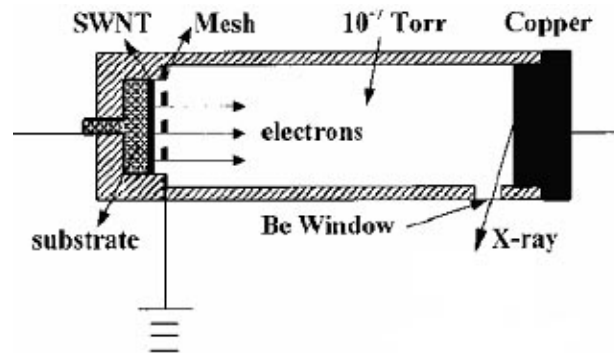 SWNT Mesh 10⁻⁷ Torr Copper
electrons
Be Window
substrate X-ray